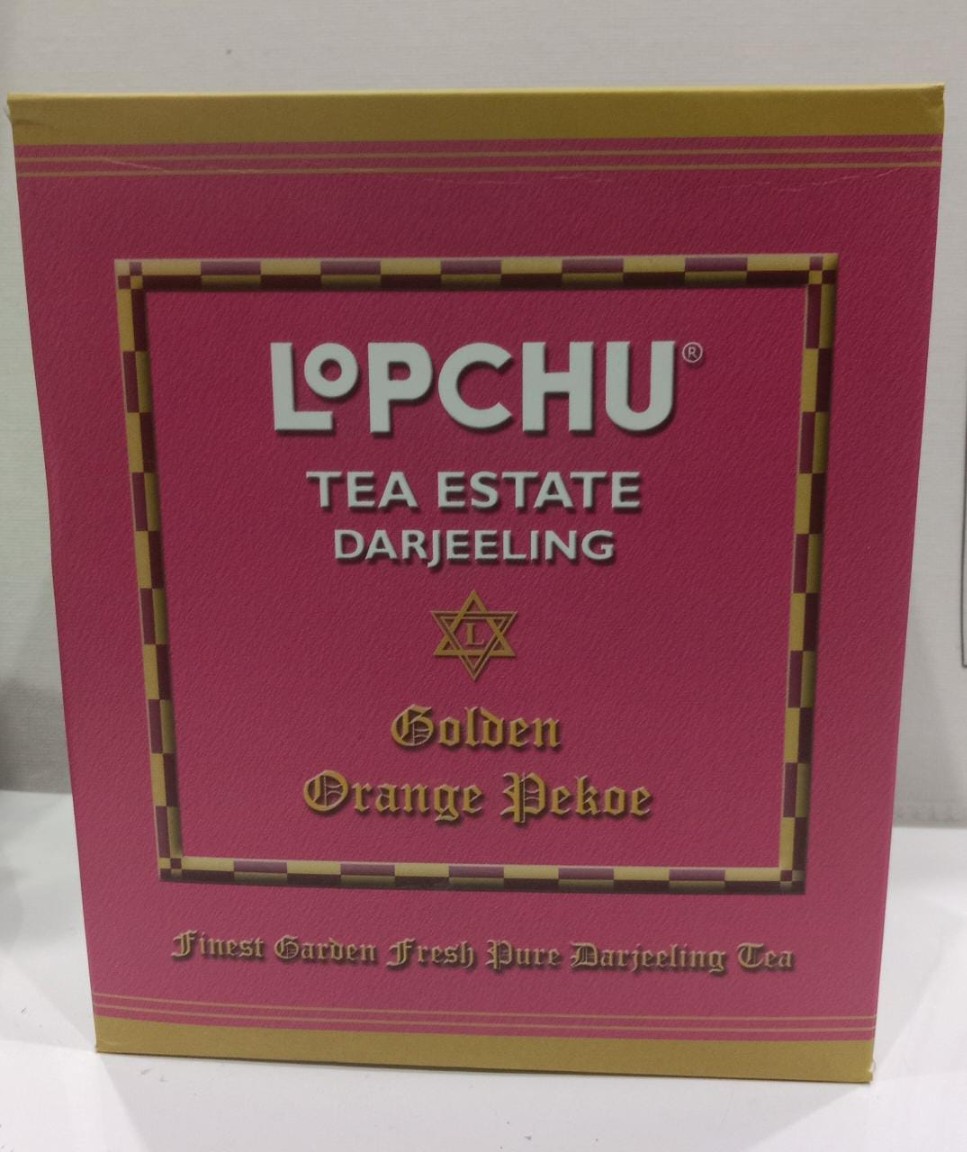 LOPCHU®
TEA ESTATE
DARJEELING
L
Golden
Orange Pekoe
Finest Garden Fresh Pure Darjeeling Tea